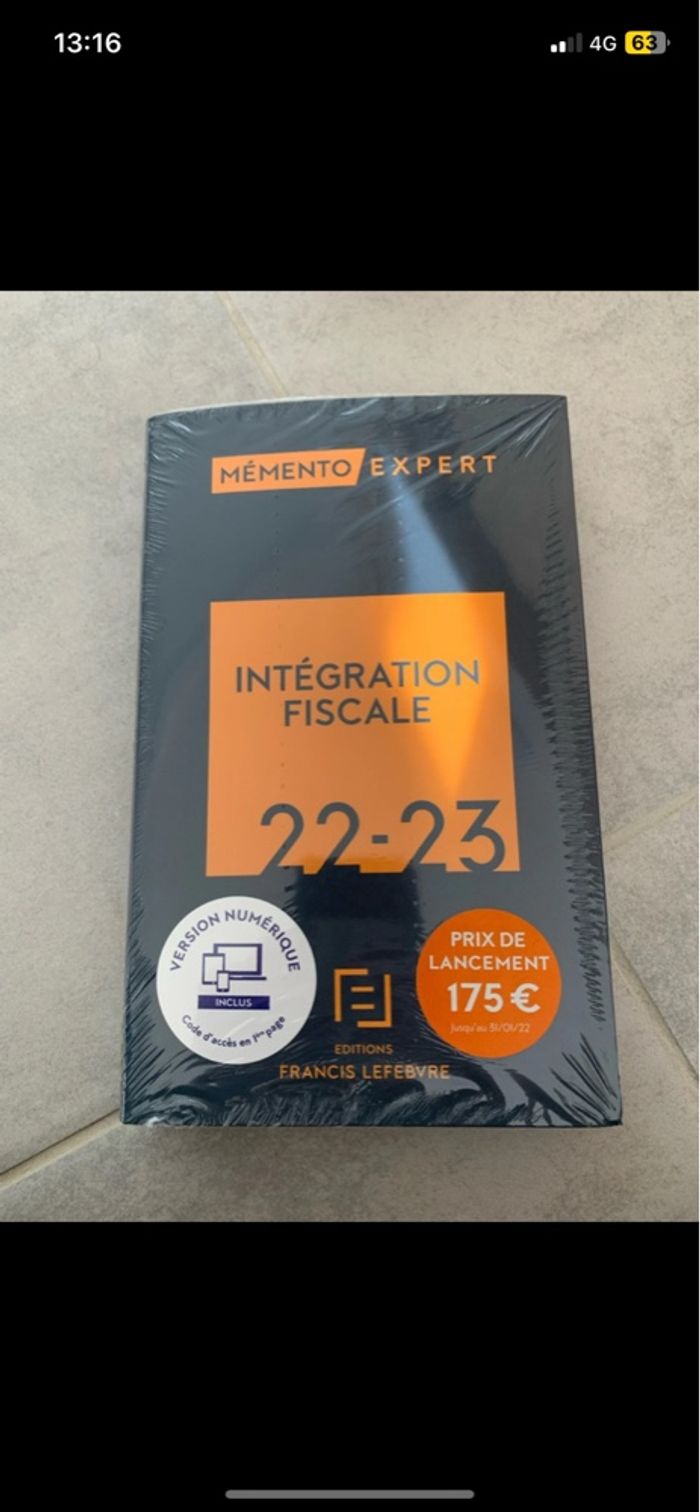 13:16
4G 63
MÉMENTO EXPERT
INTÉGRATION
FISCALE
22-23
VERSION NUMÉRIQUE
INCLUS
Code d'accès en 1ère page
PRIX DE
LANCEMENT
175 €
Jusqu'au 31/01/22
EDITIONS
FRANCIS LEFEBVRE